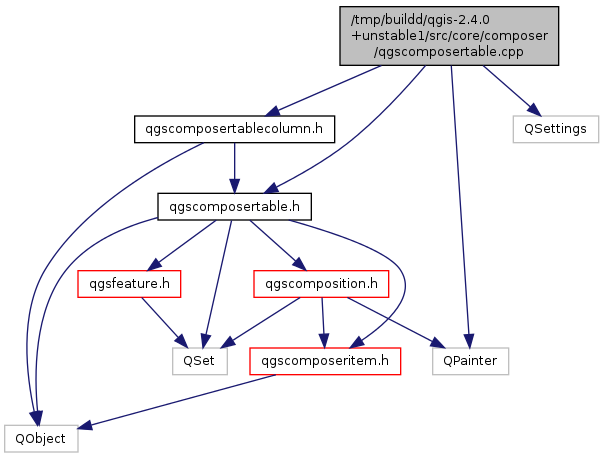 /tmp/buildd/qgis-2.4.0
+unstable1/src/core/composer
/qgscomposertable.cpp
qgscomposertablecolumn.h
QSettings
qgscomposertable.h
qgsfeature.h
qgscomposition.h
QSet
qgscomposeritem.h
QPainter
QObject